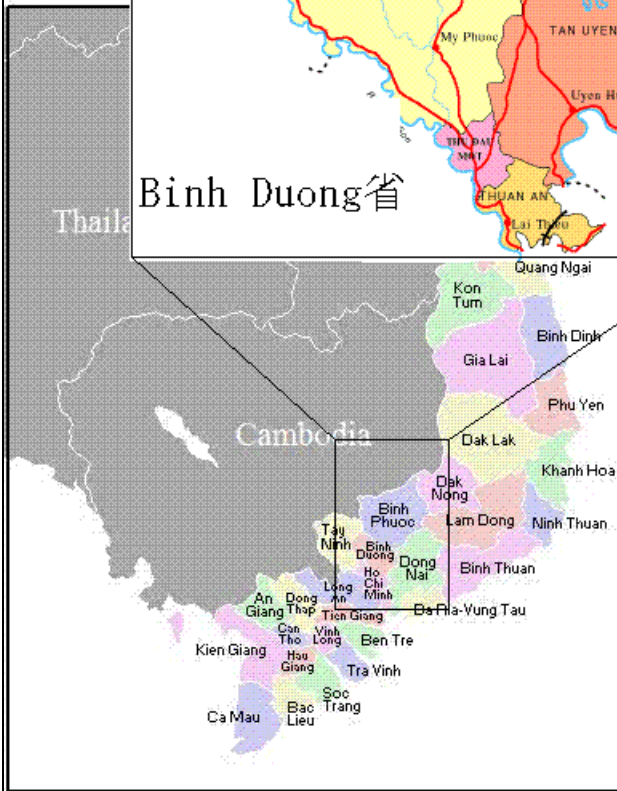 My Phuoc
TAN UYEN
Uyen H
THU DAU
MOT
THUAN AN
Lai Thieu
Binh Duong省
Thaila
Quang Ngai
Kon
Tum
Binh Dinh
Gia Lai
Phu Yen
Cambodia
Dak Lak
Khanh Hoa
Dak
Nong
Binh
Phuoc
Lam Dong
Ninh Thuan
Tay
Ninh
Binh
Duong
Dong
Nai
Binh Thuan
Ho
Chi
Minh
Long
An
An
Giang
Dong
Thap
Tien Giang
Ba Ria-Vung Tau
Can
Tho
Vinh
Long
Ben Tre
Kien Giang
Hau
Giang
Tra Vinh
Soc
Trang
Ca Mau
Bac
Lieu